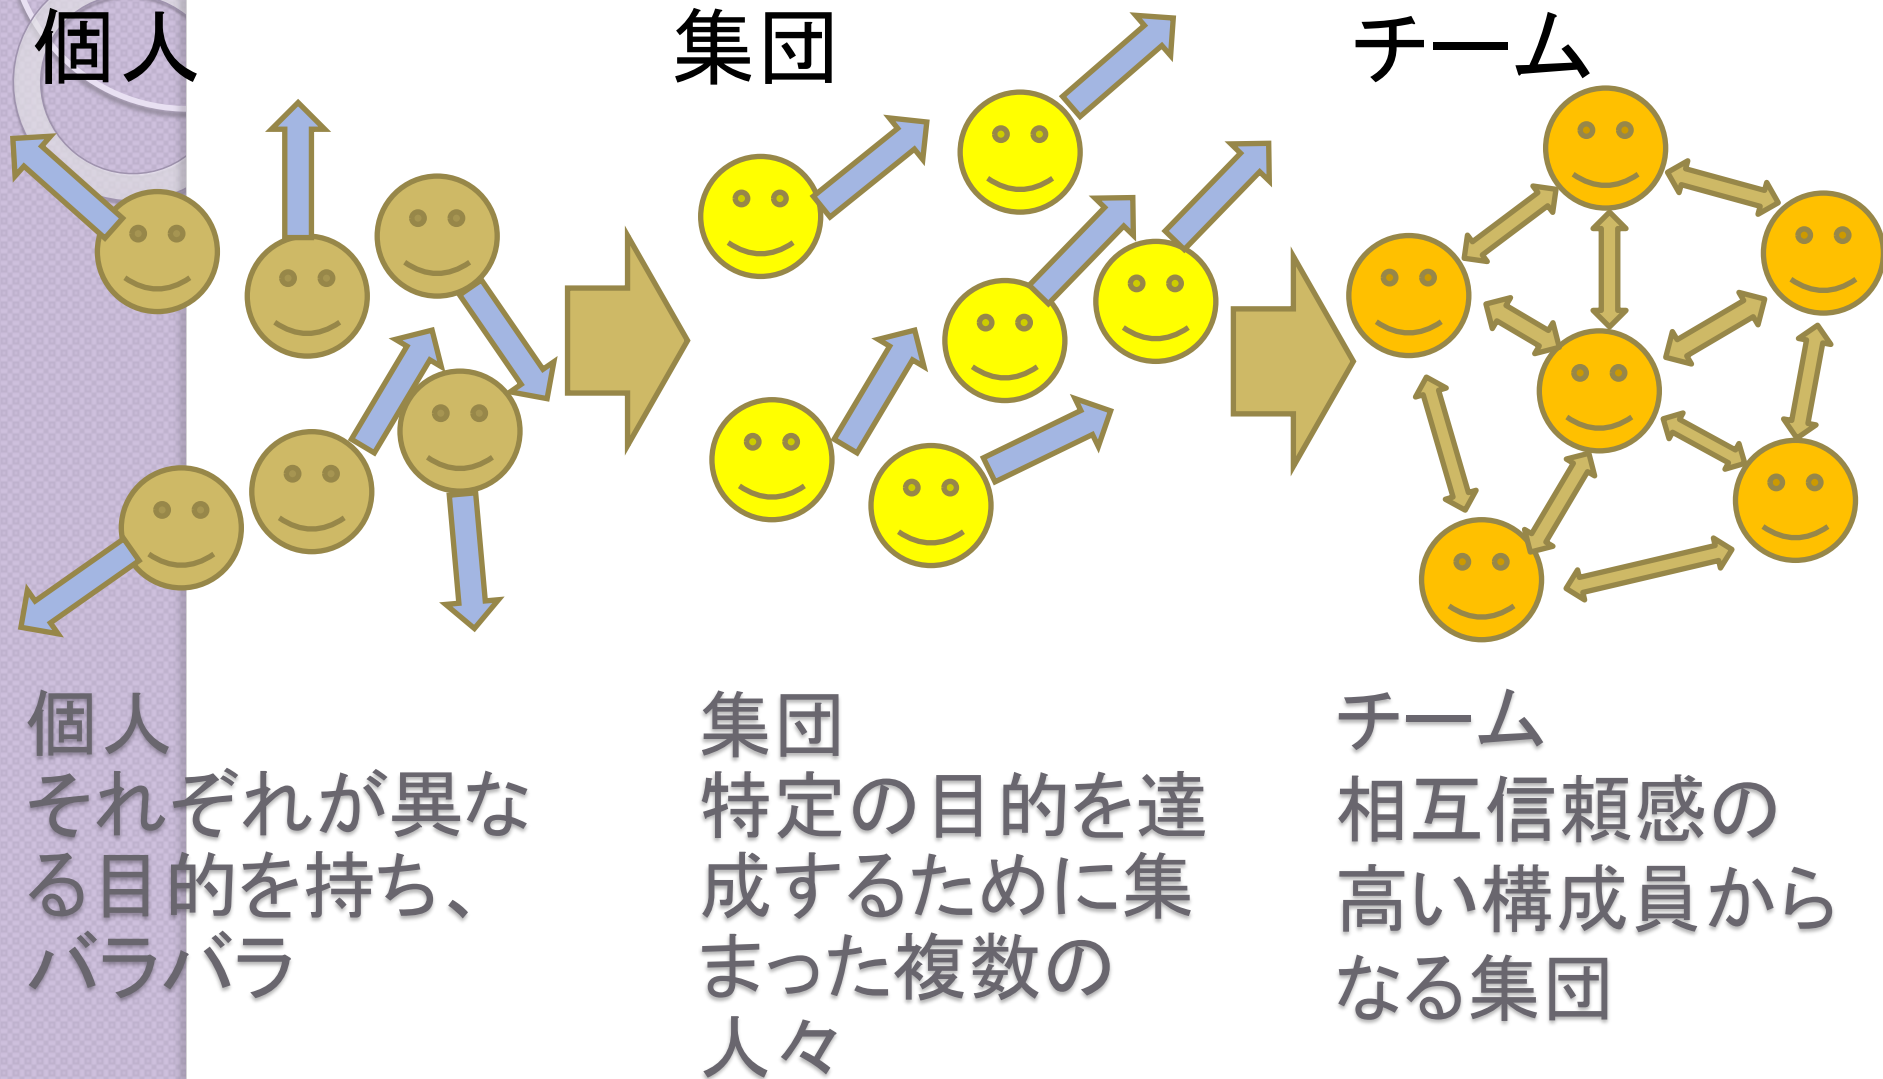 個人
集団
チーム
個人
それぞれが異な
る目的を持ち、
バラバラ
集団
特定の目的を達
成するために集
まった複数の
人々
チーム
相互信頼感の
高い構成員から
なる集団